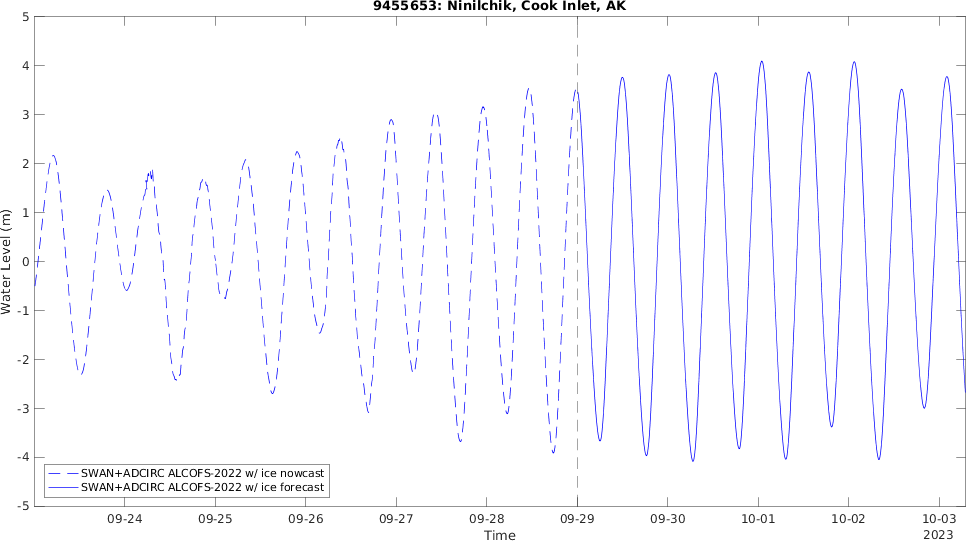 9455653: Ninilchik, Cook Inlet, AK
Water Level (m)
5
4
3
2
1
0
-1
-2
-3
-4
-5
SWAN+ADCIRC ALCOFS-2022 w/ ice nowcast
SWAN+ADCIRC ALCOFS-2022 w/ ice forecast
09-24 09-25 09-26 09-27 09-28 09-29 09-30 10-01 10-02 10-03
2023
Time